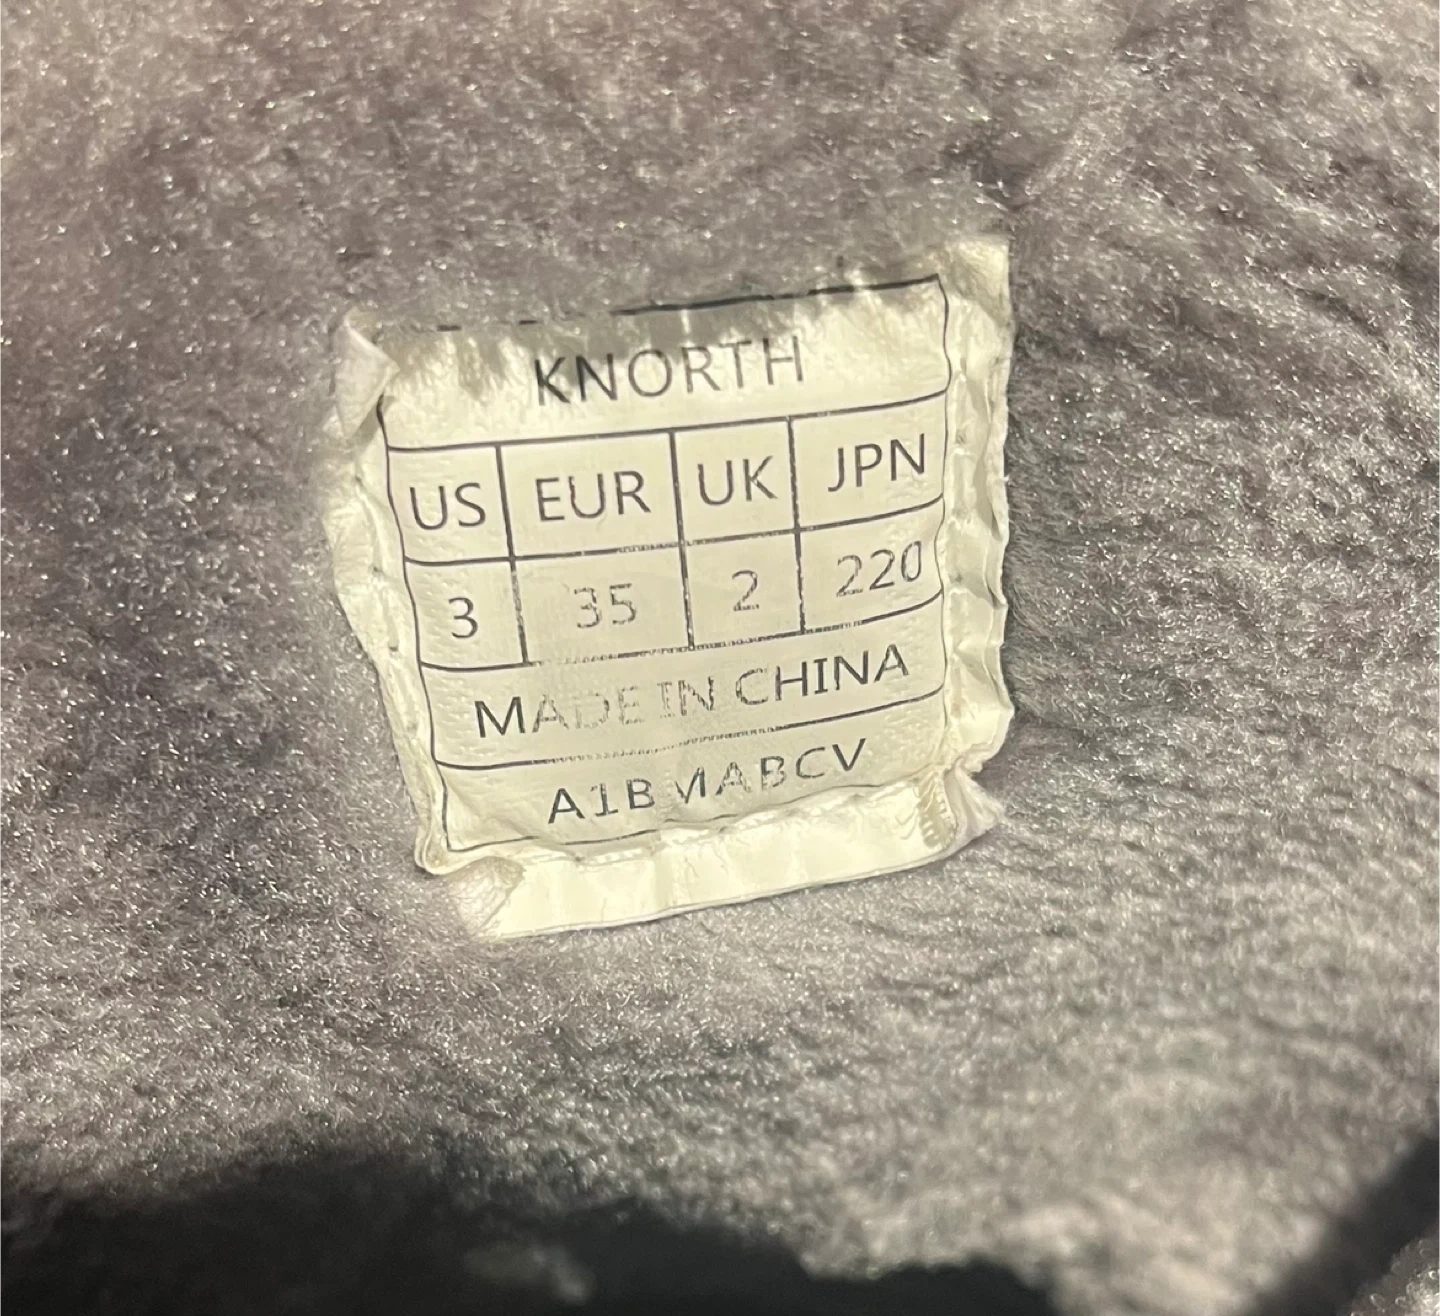 KNORTH
US EUR UK JPN
3 35 2 220
MADE IN CHINA
A1BMABCV